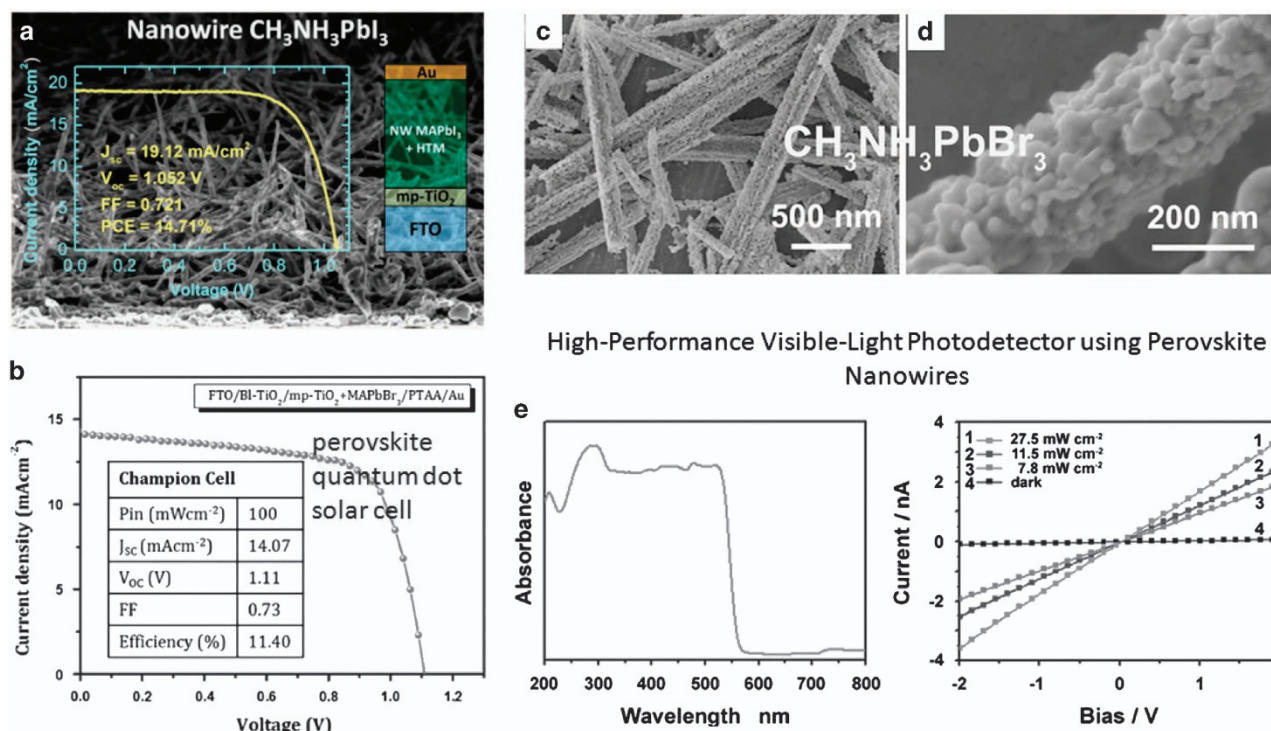 a
Nanowire CH₃NH₃PbI₃
Current density (mA/cm²)
20
15
10
5
0
J_sc = 19.12 mA/cm²
V_oc = 1.052 V
FF = 0.721
PCE = 14.71%
0.0 0.2 0.4 0.6 0.8 1.0
Voltage (V)
Au
NW MAPbI₃
+ HTM
mp-TiO₂
FTO
c
d
CH₃NH₃PbBr₃
500 nm
200 nm
b
FTO/Bl-TiO₂/mp-TiO₂+MAPbBr₃/PTAA/Au
Current density (mAcm⁻²)
15
10
5
0
perovskite
quantum dot
solar cell
Champion Cell
Pin (mWcm⁻²) 100
J_SC (mAcm⁻²) 14.07
V_OC (V) 1.11
FF 0.73
Efficiency (%) 11.40
0.0 0.2 0.4 0.6 0.8 1.0 1.2
Voltage (V)
High-Performance Visible-Light Photodetector using Perovskite
Nanowires
e
Absorbance
200 300 400 500 600 700 800
Wavelength nm
Current / nA
4
2
0
-2
-4
1 27.5 mW cm⁻²
2 11.5 mW cm⁻²
3 7.8 mW cm⁻²
4 dark
1
2
3
4
-2 -1 0 1 2
Bias / V